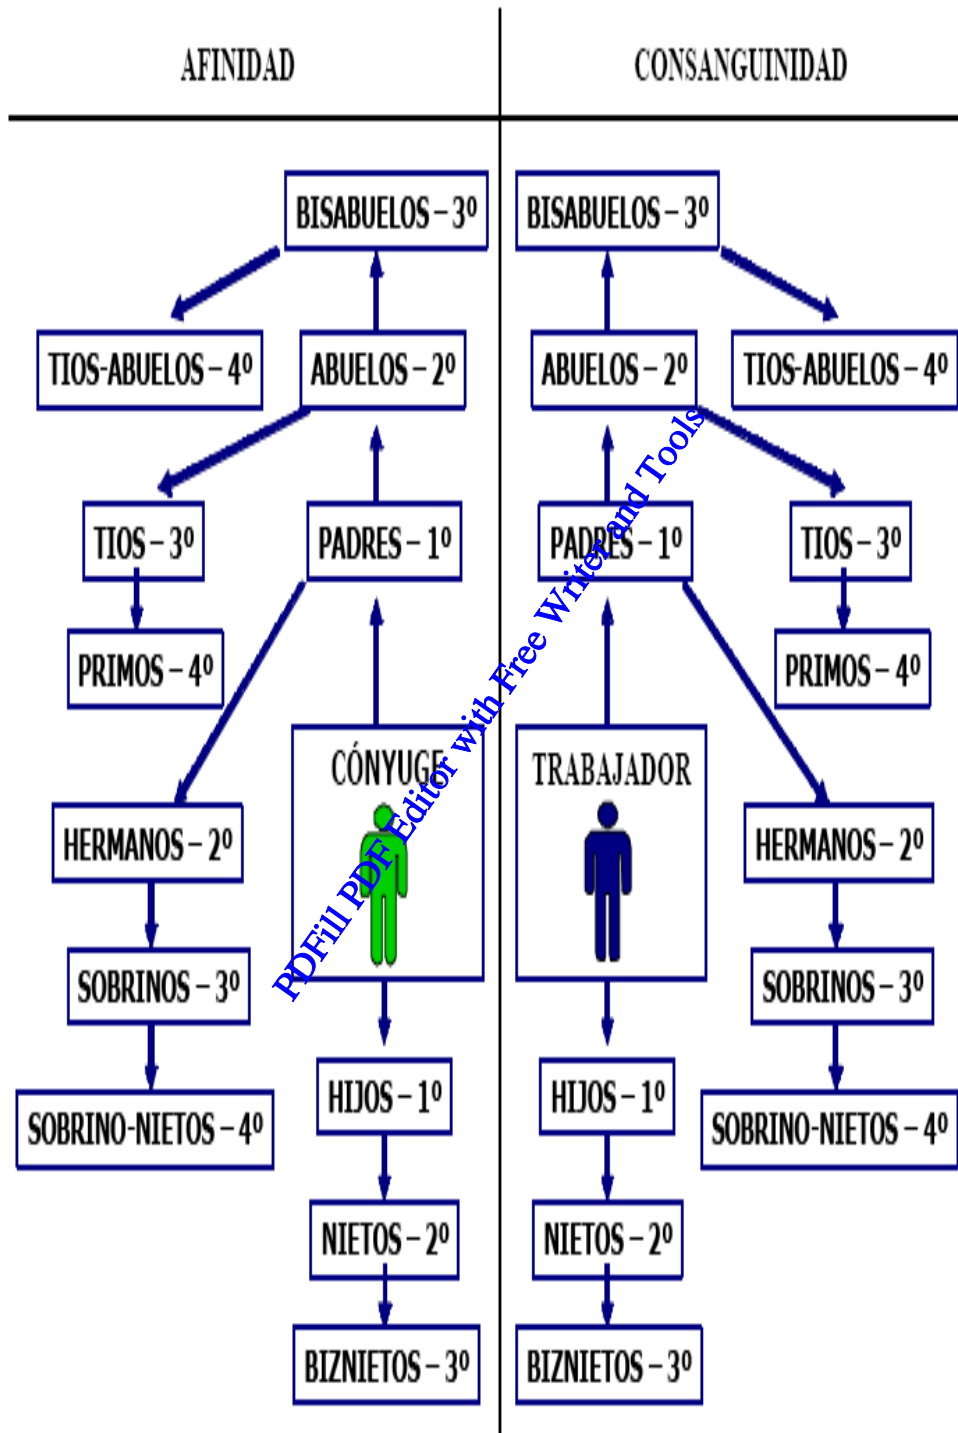 AFINIDAD
CONSANGUINIDAD
BISABUELOS – 3º
BISABUELOS – 3º
TIOS-ABUELOS – 4º
ABUELOS – 2º
ABUELOS – 2º
TIOS-ABUELOS – 4º
TIOS – 3º
PADRES – 1º
PADRES – 1º
TIOS – 3º
PRIMOS – 4º
PRIMOS – 4º
CÓNYUGE
TRABAJADOR
HERMANOS – 2º
HERMANOS – 2º
SOBRINOS – 3º
SOBRINOS – 3º
HIJOS – 1º
HIJOS – 1º
SOBRINO-NIETOS – 4º
SOBRINO-NIETOS – 4º
NIETOS – 2º
NIETOS – 2º
BIZNIETOS – 3º
BIZNIETOS – 3º
PDFill PDF Editor with Free Writer and Tools